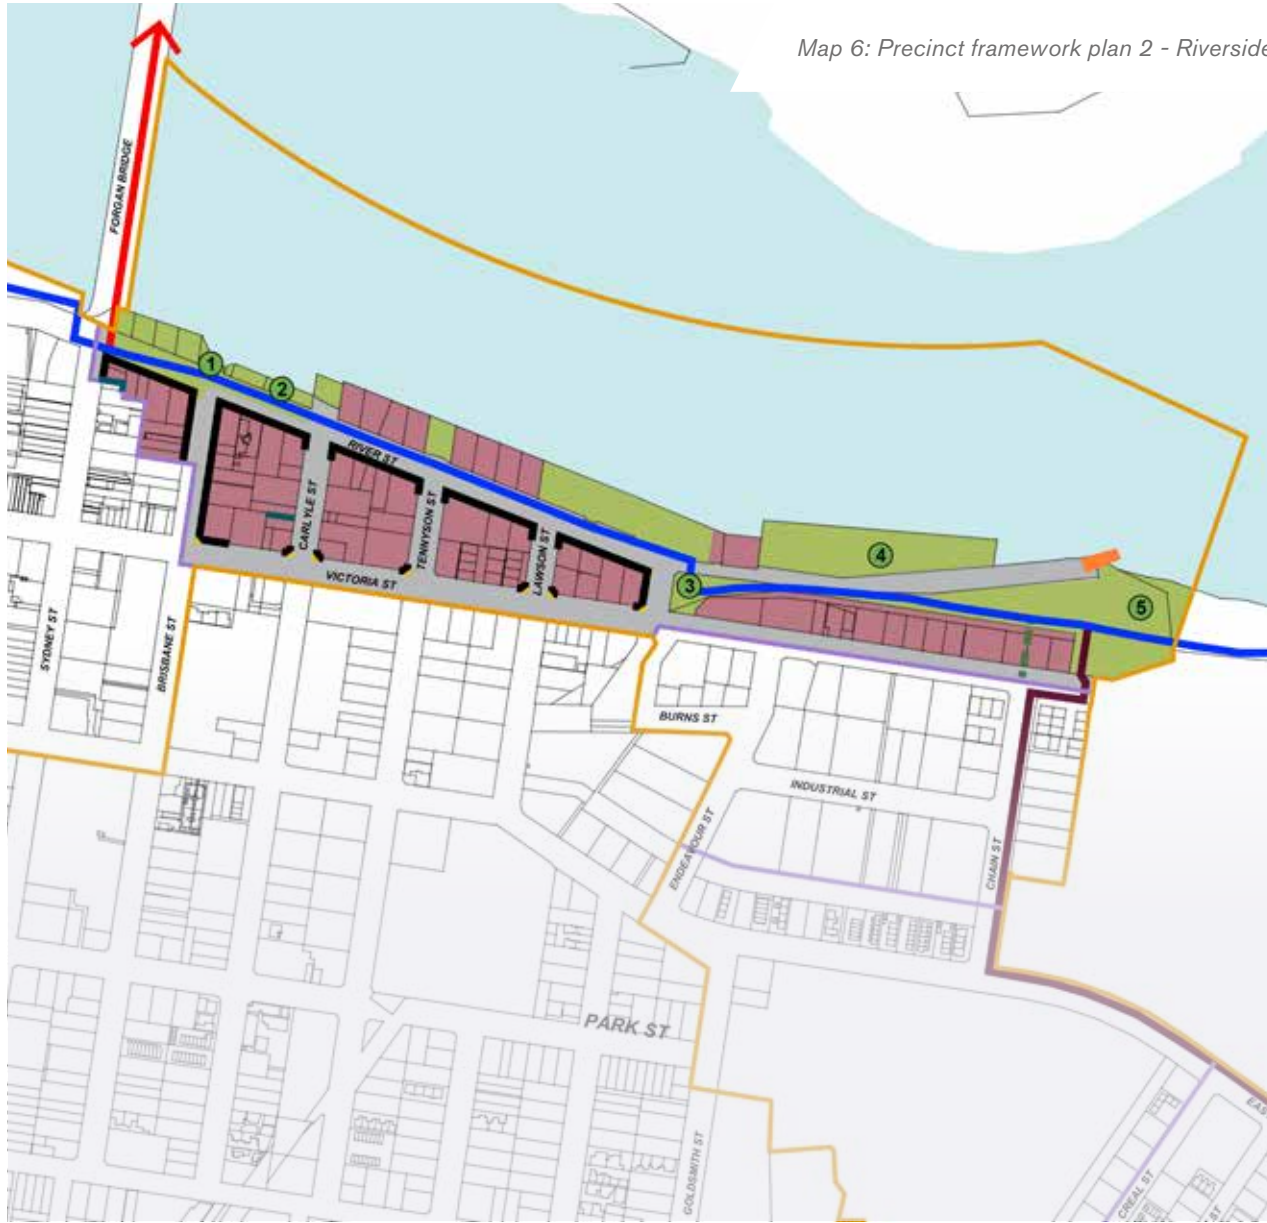 Map 6: Precinct framework plan 2 - Riverside
FORGAN BRIDGE
1
2
RIVER ST
CARLYLE ST
TENNYSON ST
LAWSON ST
3
4
5
VICTORIA ST
SYDNEY ST
BRISBANE ST
BURNS ST
INDUSTRIAL ST
ENDEAVOUR ST
CHAIN ST
PARK ST
GOLDSMITH ST
CREAL ST
EAS